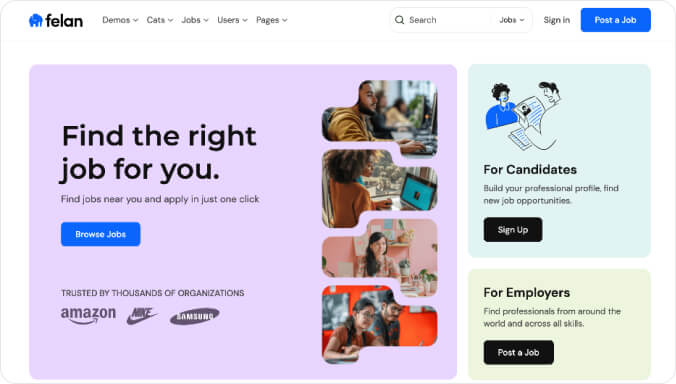 felan
Demos
Cats
Jobs
Users
Pages
Search
Jobs
Sign in
Post a Job
Find the right
job for you.
Find jobs near you and apply in just one click
Browse Jobs
TRUSTED BY THOUSANDS OF ORGANIZATIONS
amazon
NIKE
SAMSUNG
For Candidates
Build your professional profile, find
new job opportunities.
Sign Up
For Employers
Find professionals from around the
world and across all skills.
Post a Job